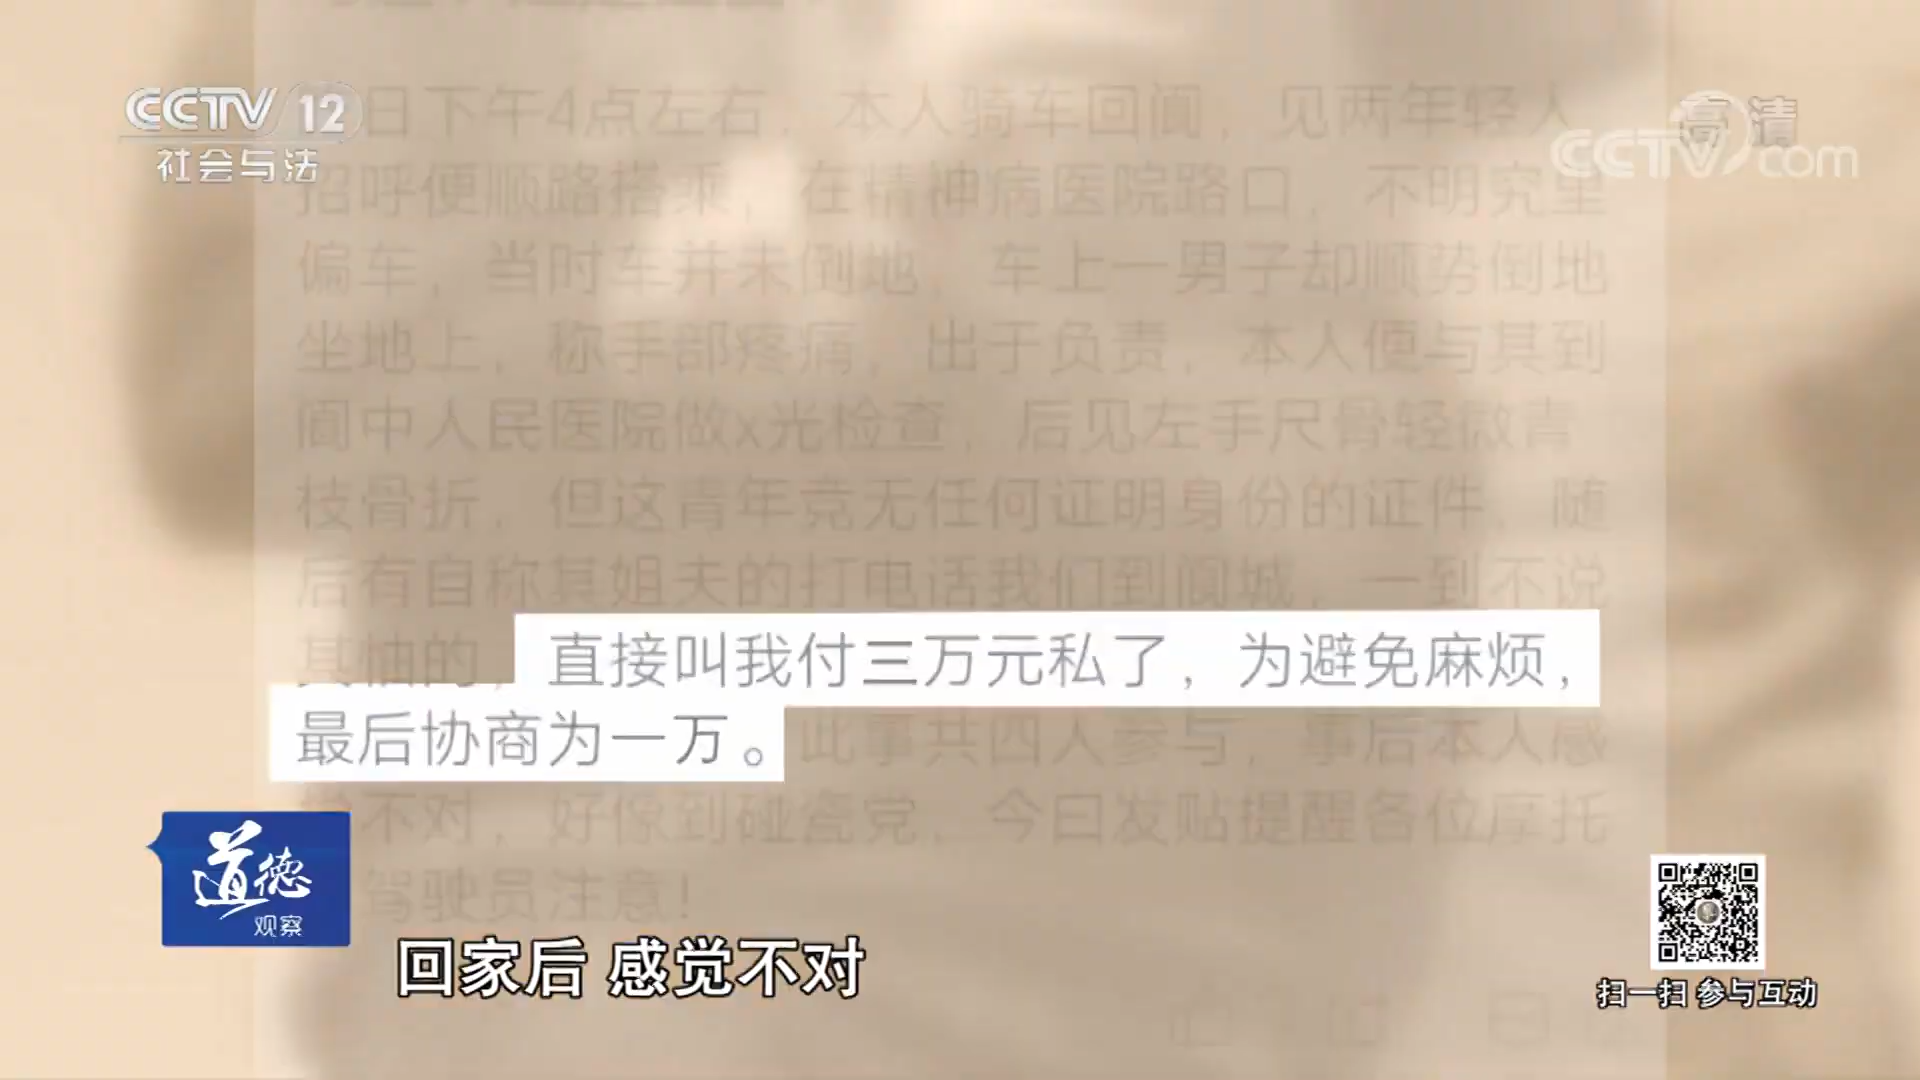 CCTV 12
社会与法
高清
CCTV.com
日下午4点左右，本人骑车回阆，见两年轻人
招呼便顺路搭乘，在精神病医院路口，不明究里
偏车，当时车并未倒地，车上一男子却顺势倒地
坐地上，称手部疼痛，出于负责，本人便与其到
阆中人民医院做x光检查，后见左手尺骨轻微青
枝骨折，但这青年竞无任何证明身份的证件，随
后有自称其姐夫的打电话我们到阆城，一到不说
其他的，直接叫我付三万元私了，为避免麻烦，
最后协商为一万。此事共四人参与，事后本人感
不对，好像到碰瓷党，今曰发贴提醒各位摩托
驾驶员注意！
道德
观察
回家后 感觉不对
扫一扫 参与互动